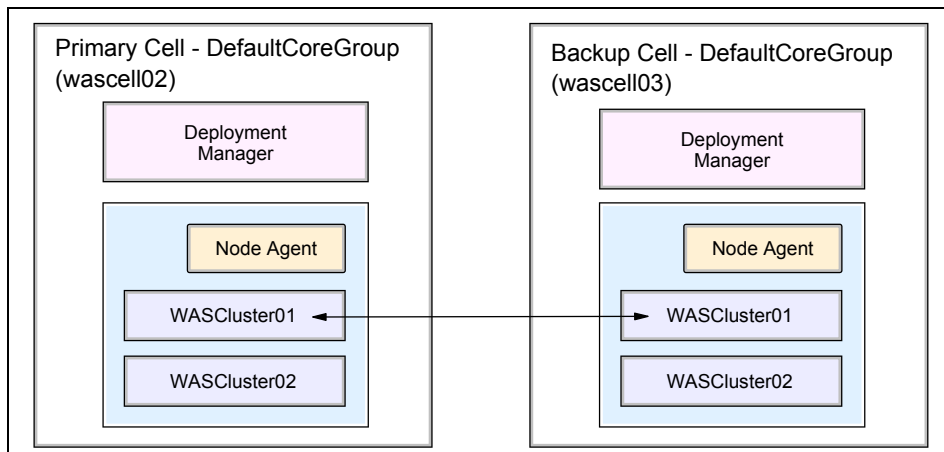 Primary Cell - DefaultCoreGroup
(wascell02)
Deployment
Manager
Node Agent
WASCluster01
WASCluster02
Backup Cell - DefaultCoreGroup
(wascell03)
Deployment
Manager
Node Agent
WASCluster01
WASCluster02